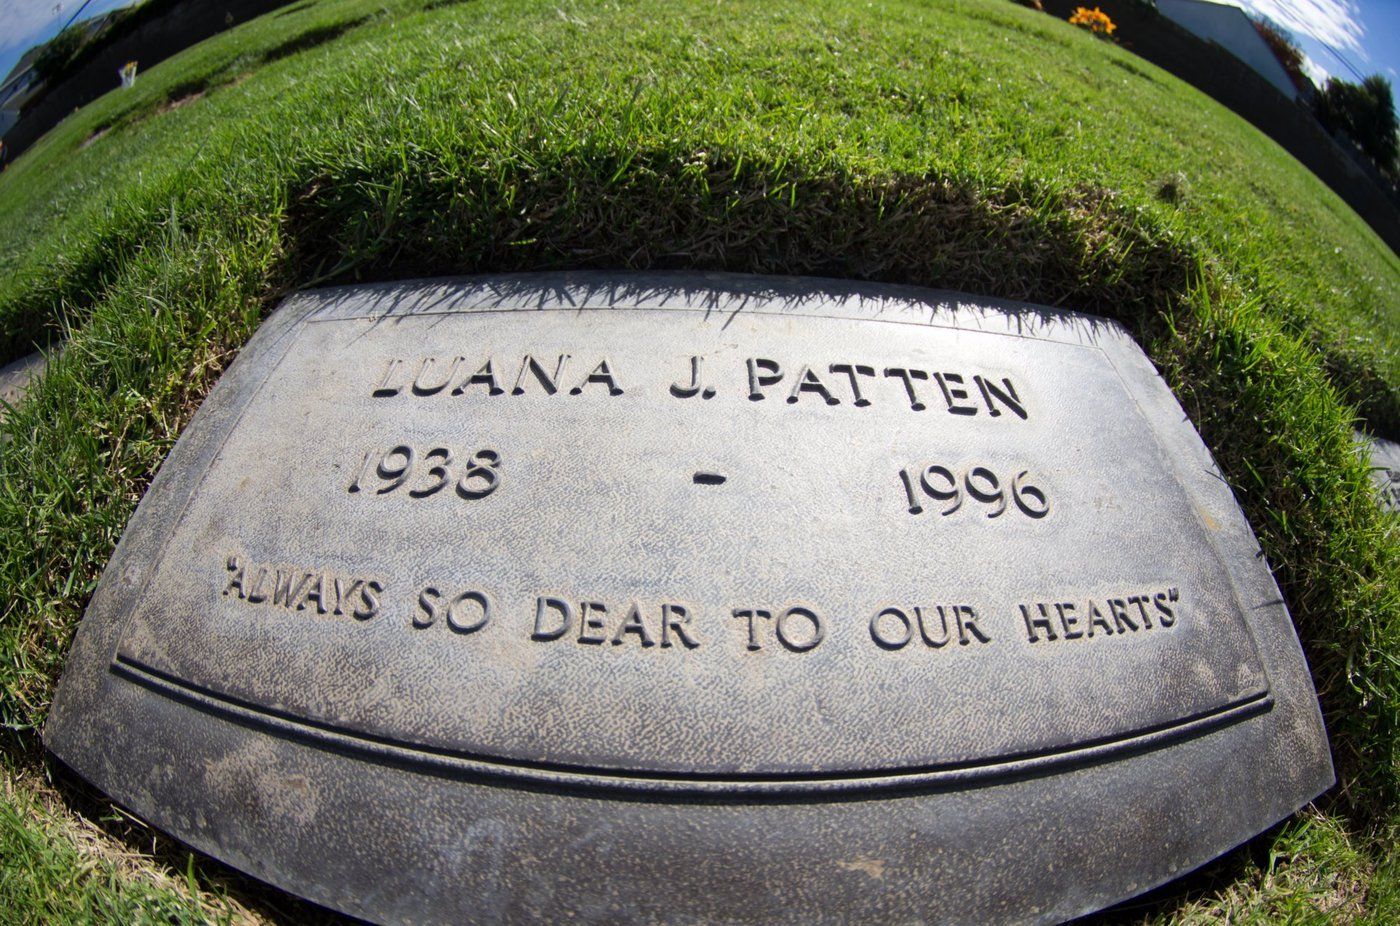 LUANA J. PATTEN
1938 - 1996
"ALWAYS SO DEAR TO OUR HEARTS"